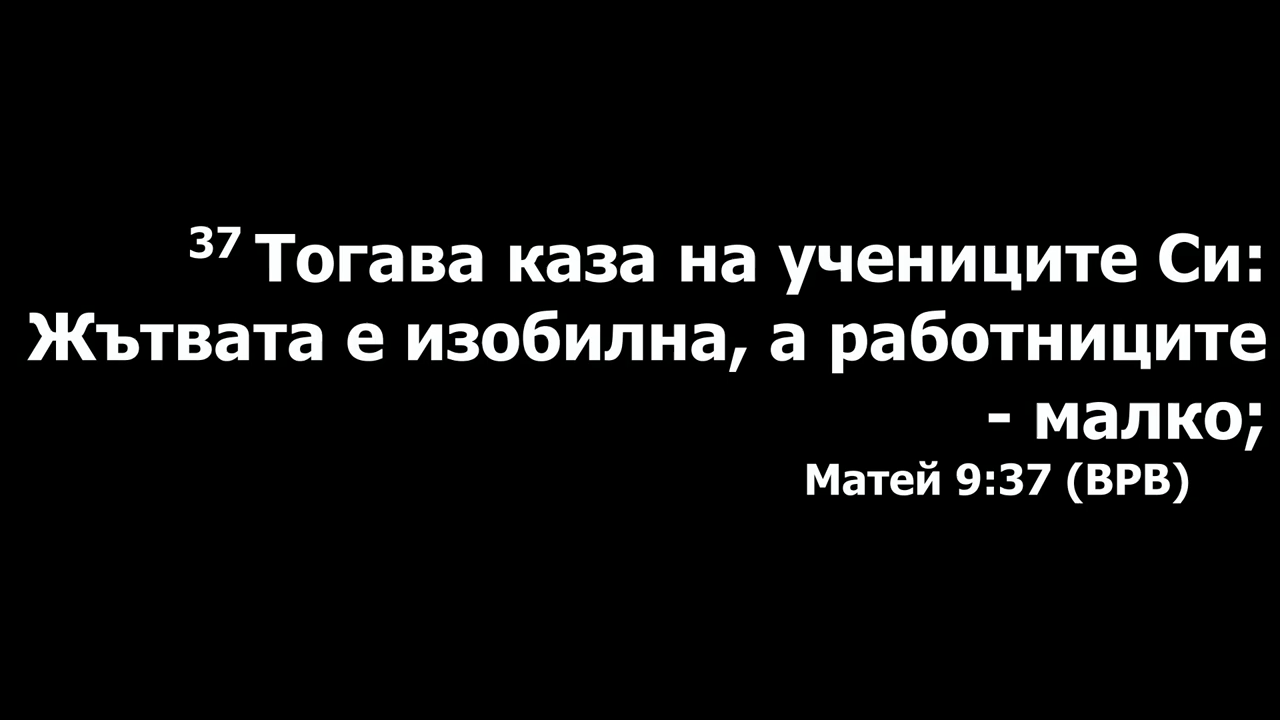 37 Тогава каза на учениците Си:
Жътвата е изобилна, а работниците
- малко;
Матей 9:37 (ВРВ)